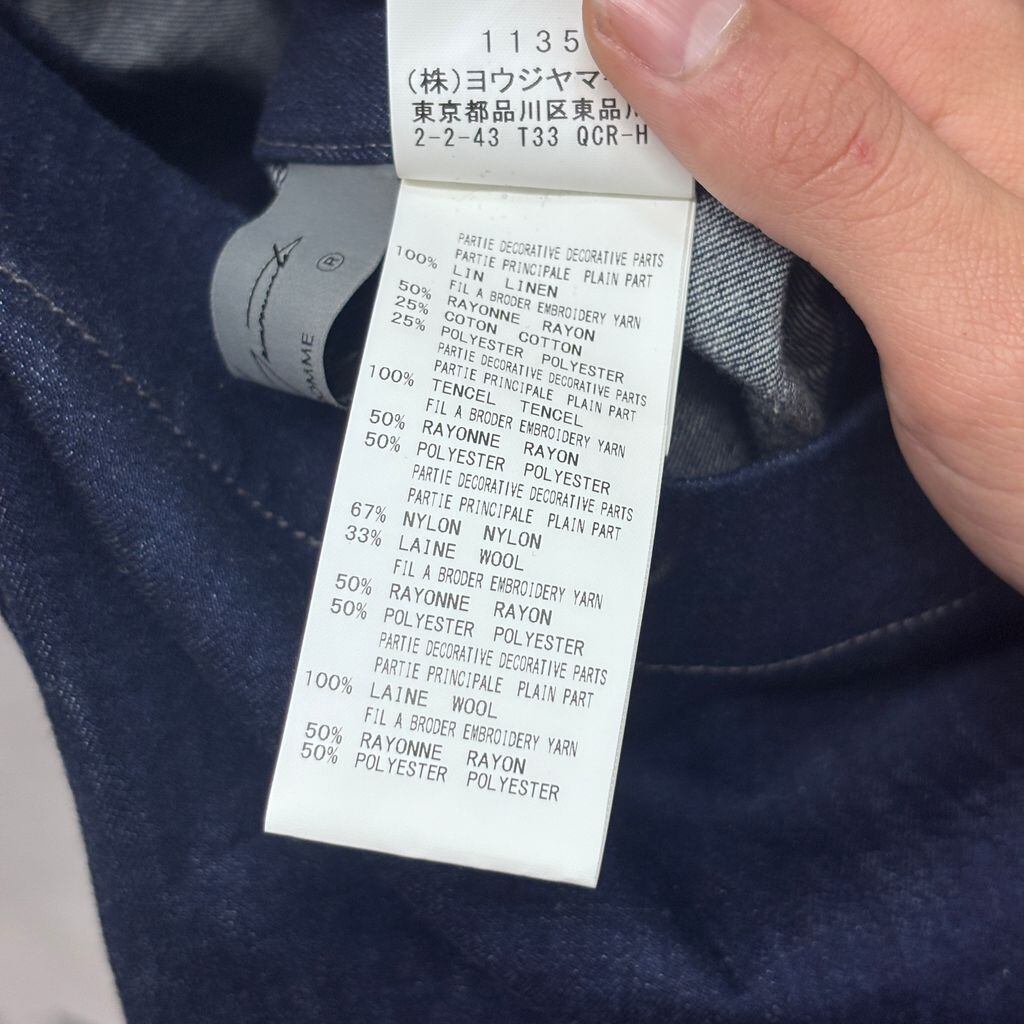 1135
(株)ヨウジヤマ
東京都品川区東品川
2-2-43 T33 QCR-H
PARTIE DECORATIVE DECORATIVE PARTS
PARTIE PRINCIPALE PLAIN PART
100% LIN LINEN
FIL A BRODER EMBROIDERY YARN
50% RAYONNE RAYON
25% COTON COTTON
25% POLYESTER POLYESTER
PARTIE DECORATIVE DECORATIVE PARTS
PARTIE PRINCIPALE PLAIN PART
100% TENCEL TENCEL
FIL A BRODER EMBROIDERY YARN
50% RAYONNE RAYON
50% POLYESTER POLYESTER
PARTIE DECORATIVE DECORATIVE PARTS
PARTIE PRINCIPALE PLAIN PART
67% NYLON NYLON
33% LAINE WOOL
FIL A BRODER EMBROIDERY YARN
50% RAYONNE RAYON
50% POLYESTER POLYESTER
PARTIE DECORATIVE DECORATIVE PARTS
PARTIE PRINCIPALE PLAIN PART
100% LAINE WOOL
FIL A BRODER EMBROIDERY YARN
50% RAYONNE RAYON
50% POLYESTER POLYESTER
®
OMME